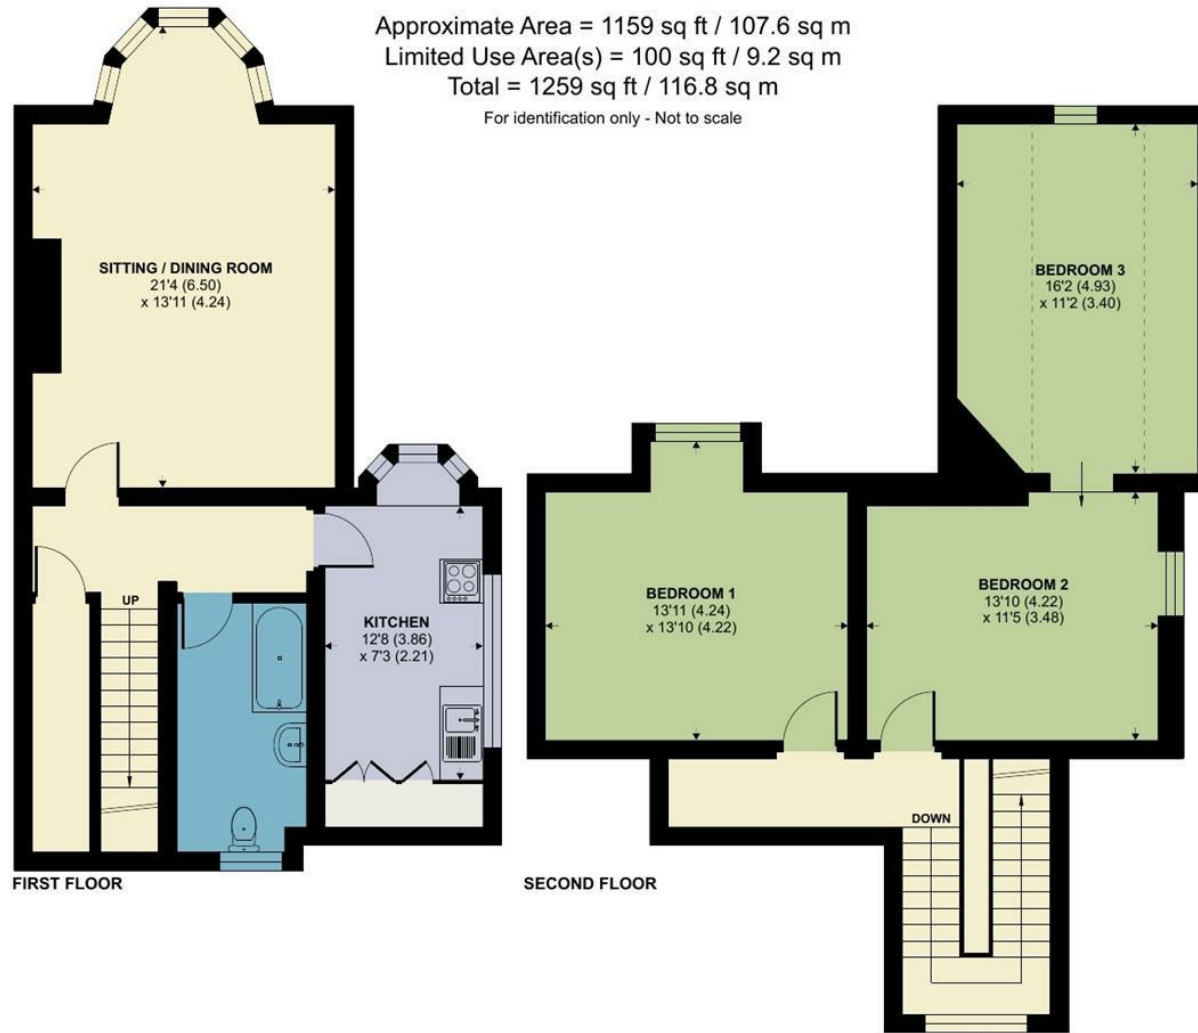 Approximate Area = 1159 sq ft / 107.6 sq m
Limited Use Area(s) = 100 sq ft / 9.2 sq m
Total = 1259 sq ft / 116.8 sq m
For identification only - Not to scale
SITTING / DINING ROOM
21'4 (6.50)
x 13'11 (4.24)
BEDROOM 3
16'2 (4.93)
x 11'2 (3.40)
UP
KITCHEN
12'8 (3.86)
x 7'3 (2.21)
BEDROOM 1
13'11 (4.24)
x 13'10 (4.22)
BEDROOM 2
13'10 (4.22)
x 11'5 (3.48)
DOWN
FIRST FLOOR
SECOND FLOOR